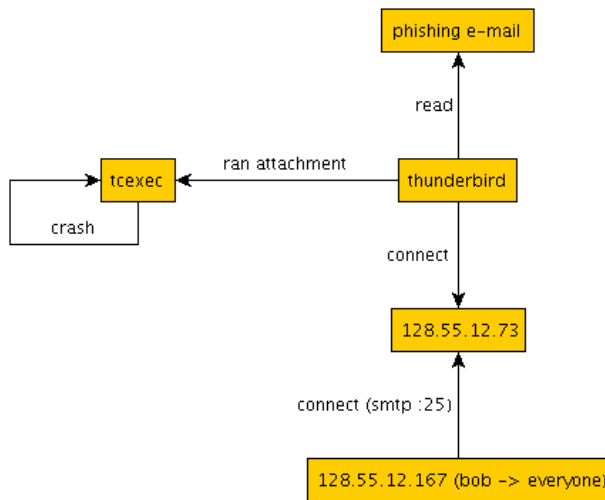 phishing e-mail
read
ran attachment
tcexec
thunderbird
crash
connect
128.55.12.73
connect (smtp :25)
128.55.12.167 (bob -> everyone)